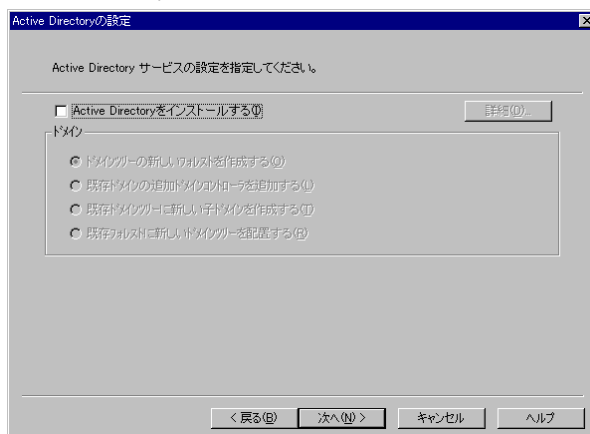 Active Directoryの設定
Active Directory サービスの設定を指定してください。
Active Directoryをインストールする(I)
詳細(D)...
ドメイン
ドメインツリーの新しいフォレストを作成する(O)
既存ドメインの追加ドメインコントローラを追加する(L)
既存ドメインツリーに新しい子ドメインを作成する(T)
既存フォレストに新しいドメインツリーを配置する(R)
< 戻る(B)
次へ(N) >
キャンセル
ヘルプ